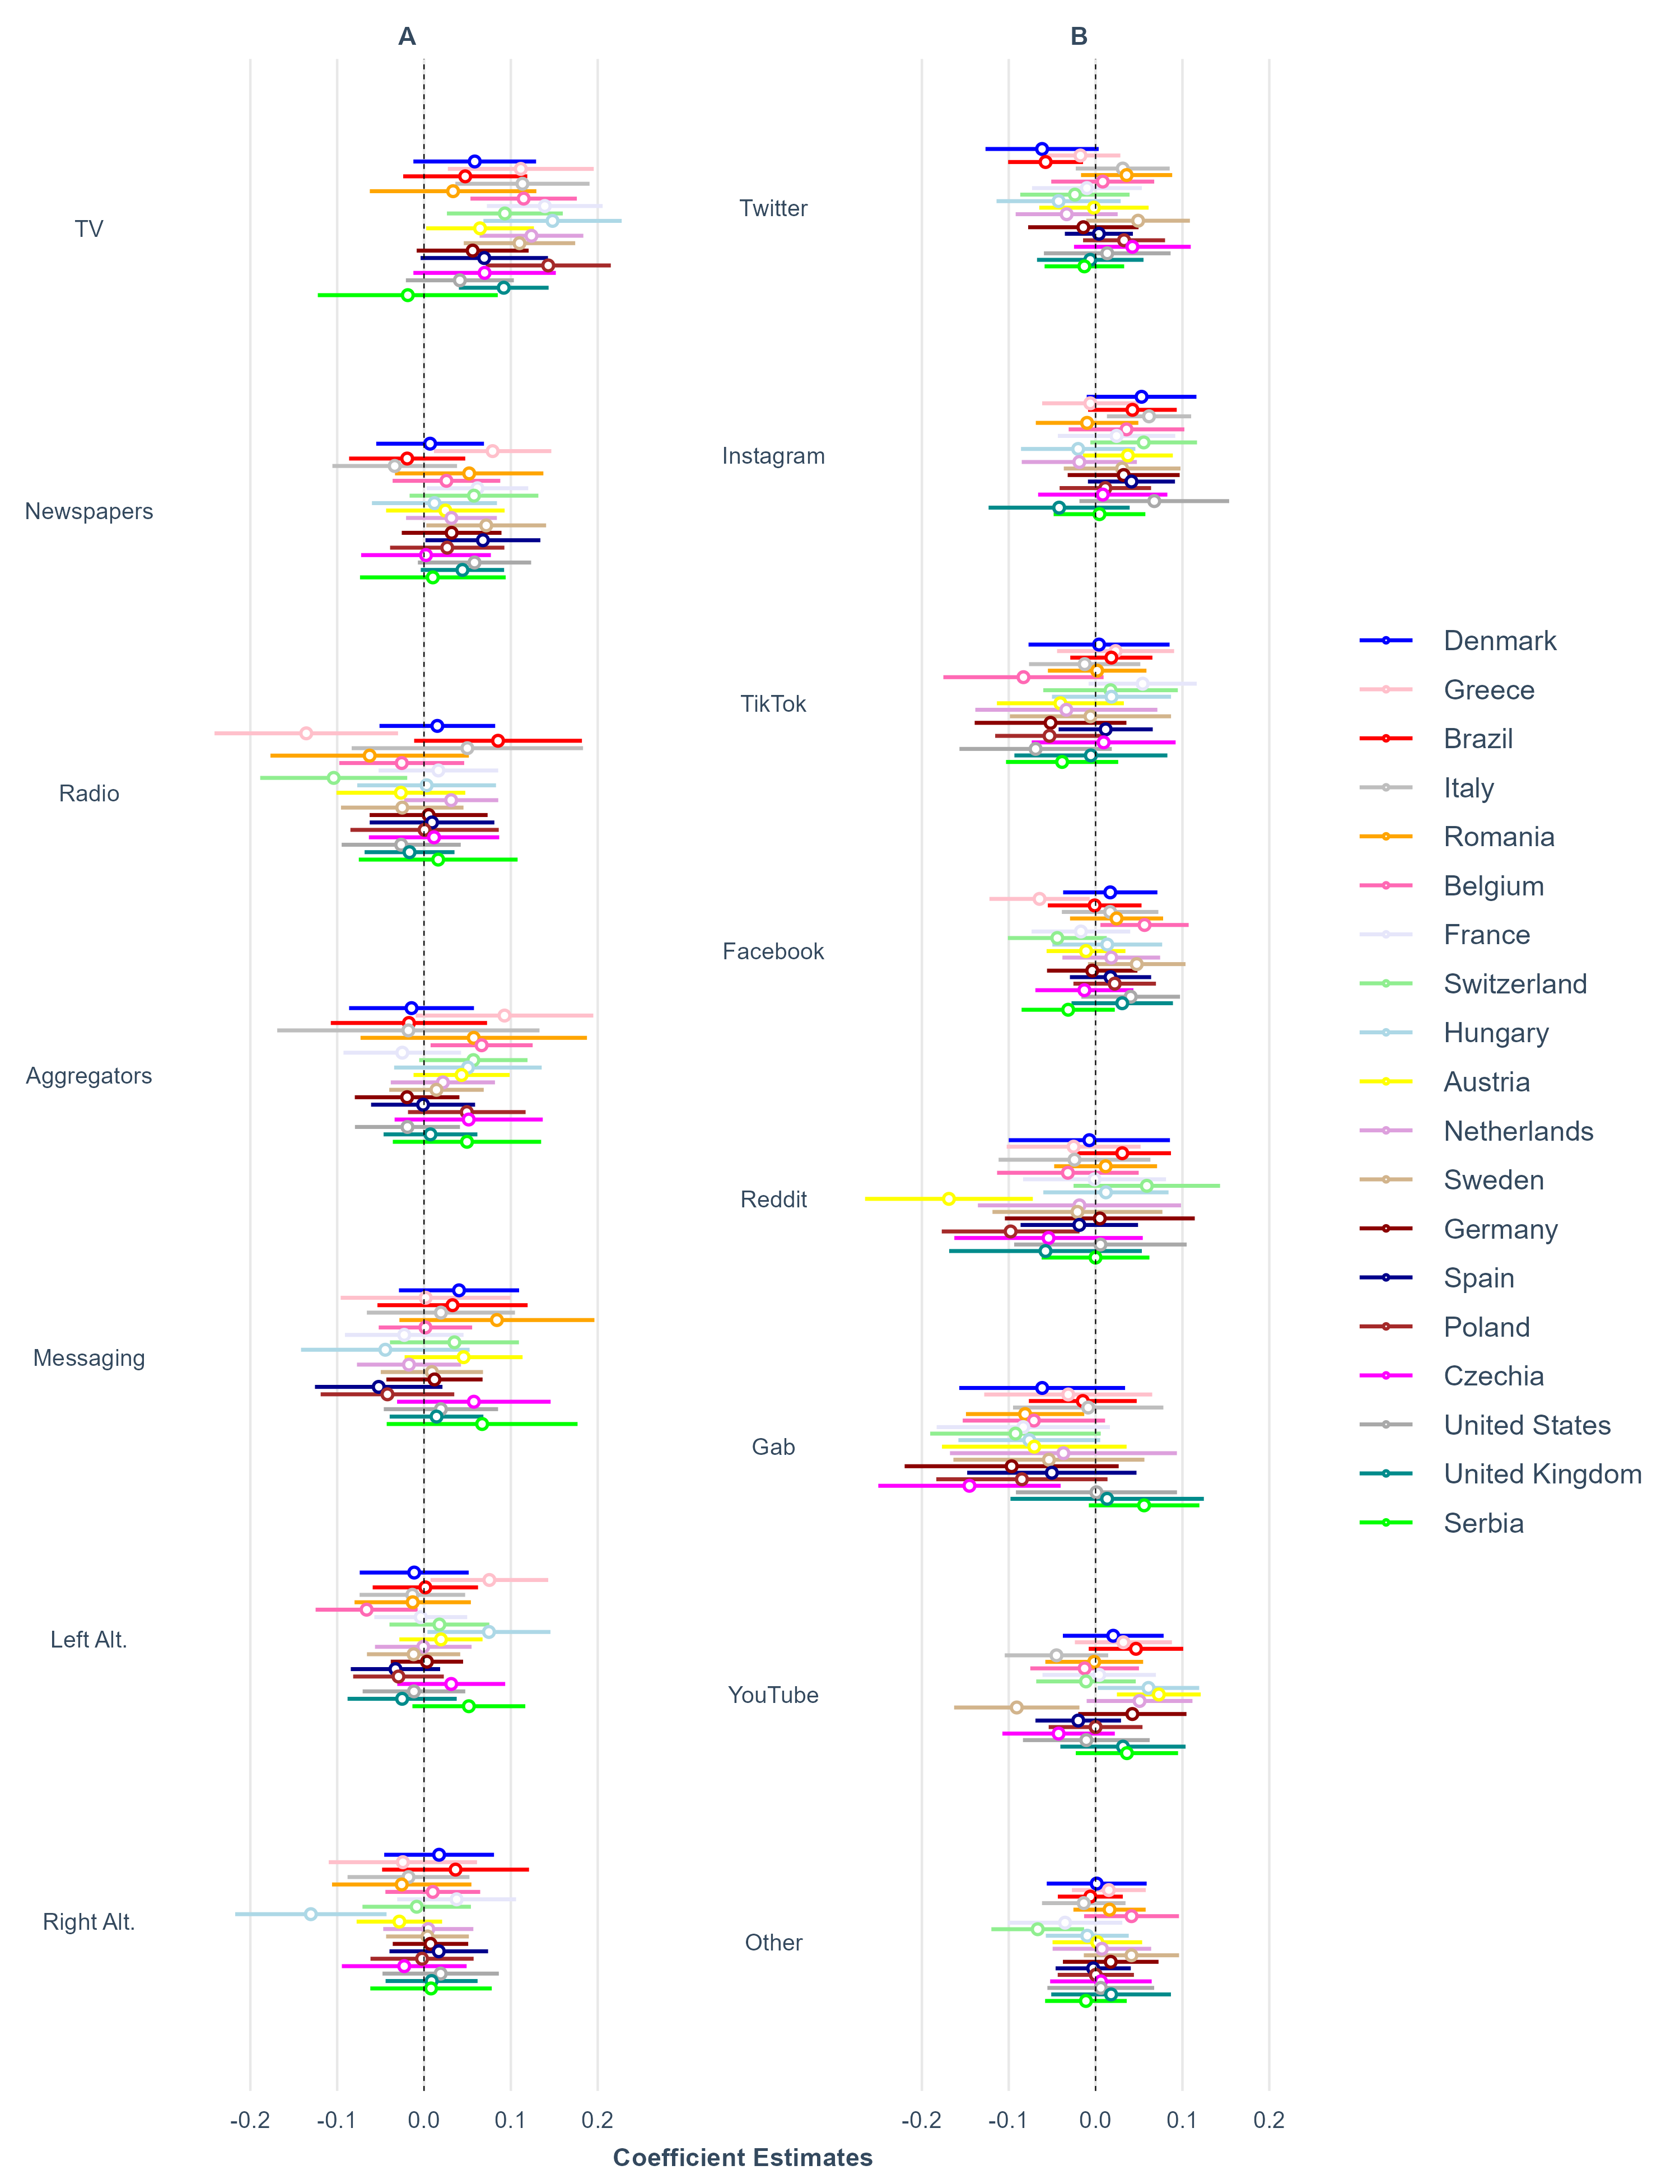 A
B
TV
Newspapers
Radio
Aggregators
Messaging
Left Alt.
Right Alt.
-0.2 -0.1 0.0 0.1 0.2
Twitter
Instagram
TikTok
Facebook
Reddit
Gab
YouTube
Other
-0.2 -0.1 0.0 0.1 0.2
Coefficient Estimates
Denmark
Greece
Brazil
Italy
Romania
Belgium
France
Switzerland
Hungary
Austria
Netherlands
Sweden
Germany
Spain
Poland
Czechia
United States
United Kingdom
Serbia